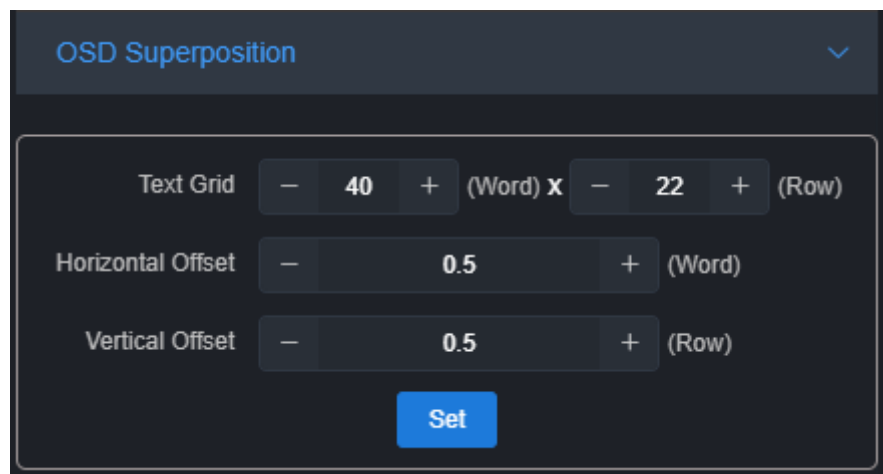 OSD Superposition
Text Grid − 40 + (Word) X − 22 + (Row)
Horizontal Offset − 0.5 + (Word)
Vertical Offset − 0.5 + (Row)
Set